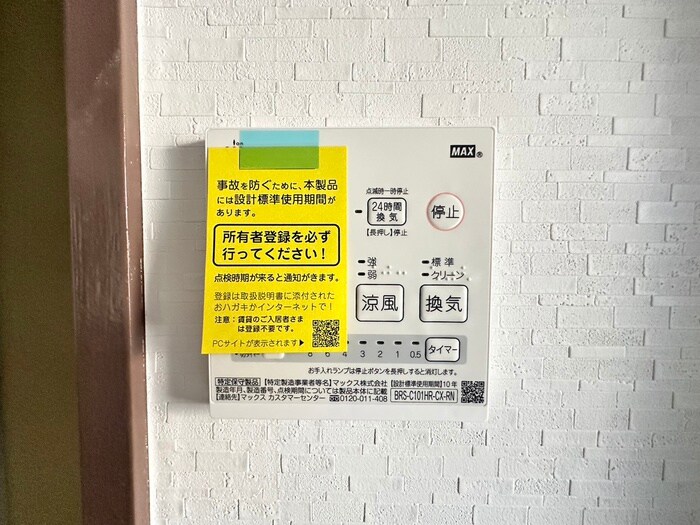 MAX®
事故を防ぐために、本製品
には設計標準使用期間が
があります。
所有者登録を必ず
行ってください！
点検時期が来ると通知がきます。
登録は取扱説明書に添付された
おハガキかインターネットで！
注意：賃貸のご入居者さま
は登録不要です。
PCサイトが表示されます▶
点滅時一時停止
24時間
換気
【長押し】停止
停止
強
弱
標準
クリーン
涼風
換気
8 6 4 3 2 1 0.5
タイマー
お手入れランプは停止ボタンを長押しすると消灯します。
特定保守製品 【特定製造事業者等名】マックス株式会社 【設計標準使用期間】10年
製造年月、製造番号、点検期間については製品本体に記載
【連絡先】マックス カスタマーセンター 0120-011-408
BRS-C101HR-CX-RN